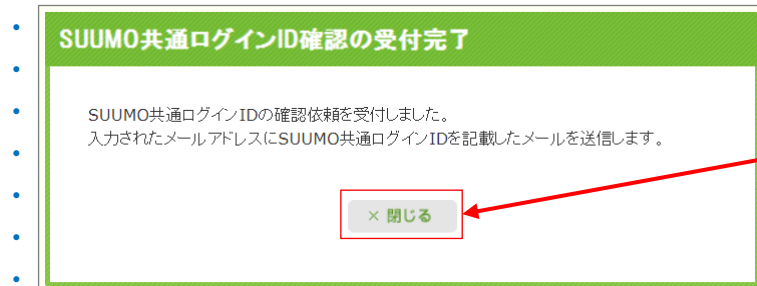 SUUMO共通ログインID確認の受付完了
SUUMO共通ログインIDの確認依頼を受付しました。
入力されたメールアドレスにSUUMO共通ログインIDを記載したメールを送信します。
× 閉じる